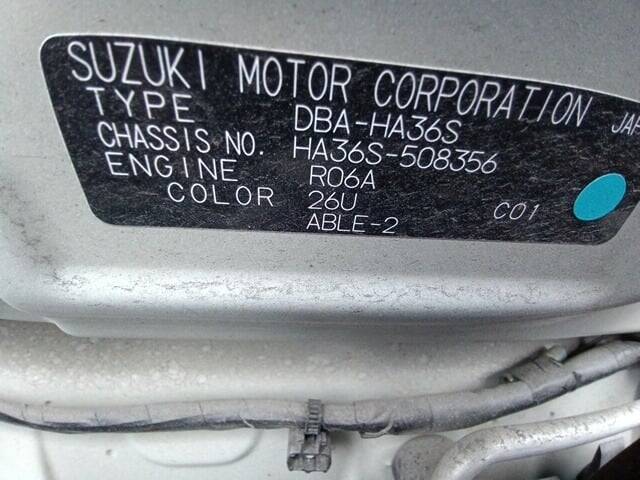 SUZUKI MOTOR CORPORATION
TYPE DBA-HA36S
CHASSIS NO. HA36S-508356
ENGINE R06A
COLOR 26U C01
ABLE-2